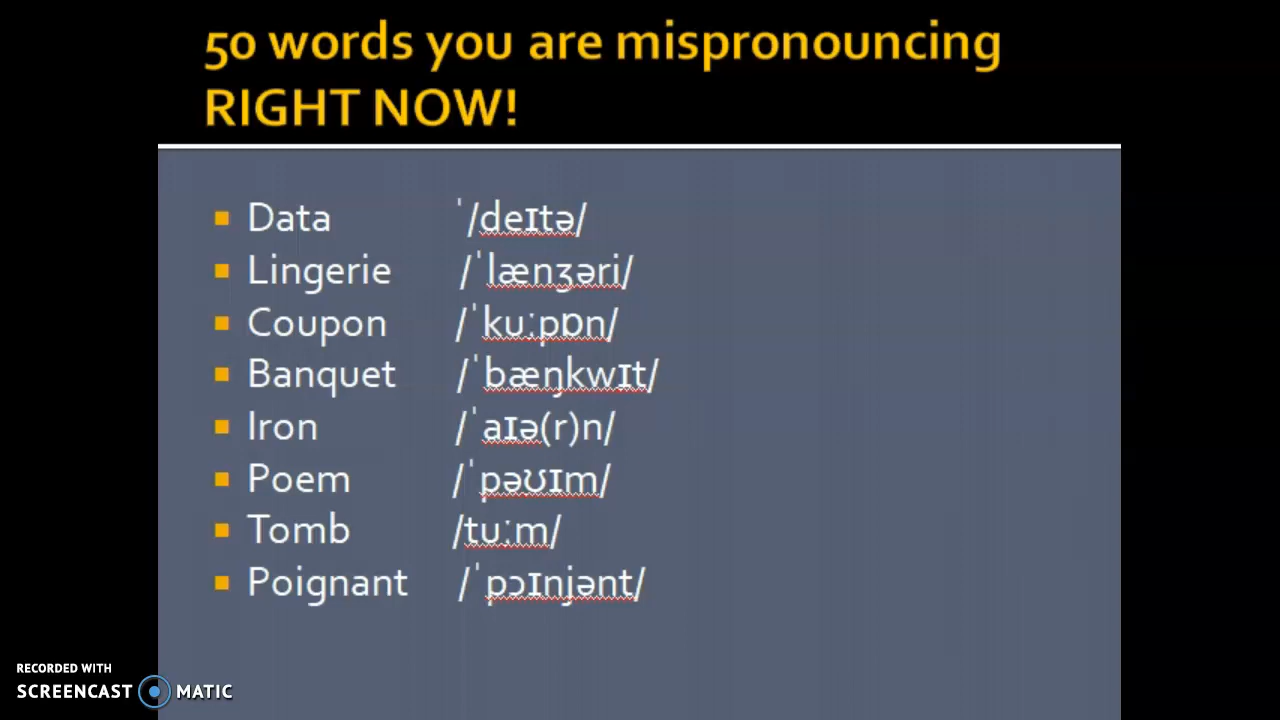 50 words you are mispronouncing
RIGHT NOW!
Data ˈ/deɪtə/
Lingerie /ˈlænʒəri/
Coupon /ˈkuːpɒn/
Banquet /ˈbæŋkwɪt/
Iron /ˈaɪə(r)n/
Poem /ˈpəʊɪm/
Tomb /tuːm/
Poignant /ˈpɔɪnjənt/
RECORDED WITH
SCREENCAST MATIC